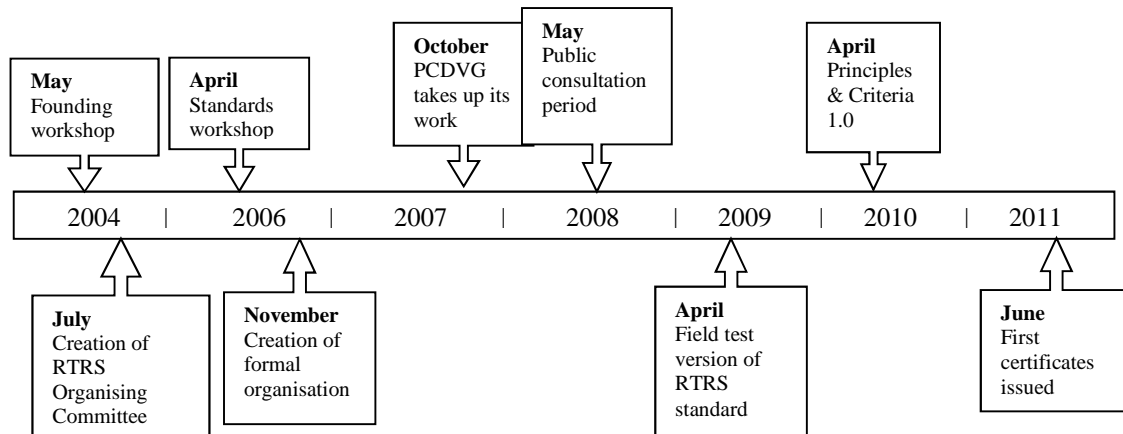 May
Founding
workshop
April
Standards
workshop
October
PCDVG
takes up its
work
May
Public
consultation
period
April
Principles
& Criteria
1.0
2004 | 2006 | 2007 | 2008 | 2009 | 2010 | 2011
July
Creation of
RTRS
Organising
Committee
November
Creation of
formal
organisation
April
Field test
version of
RTRS
standard
June
First
certificates
issued